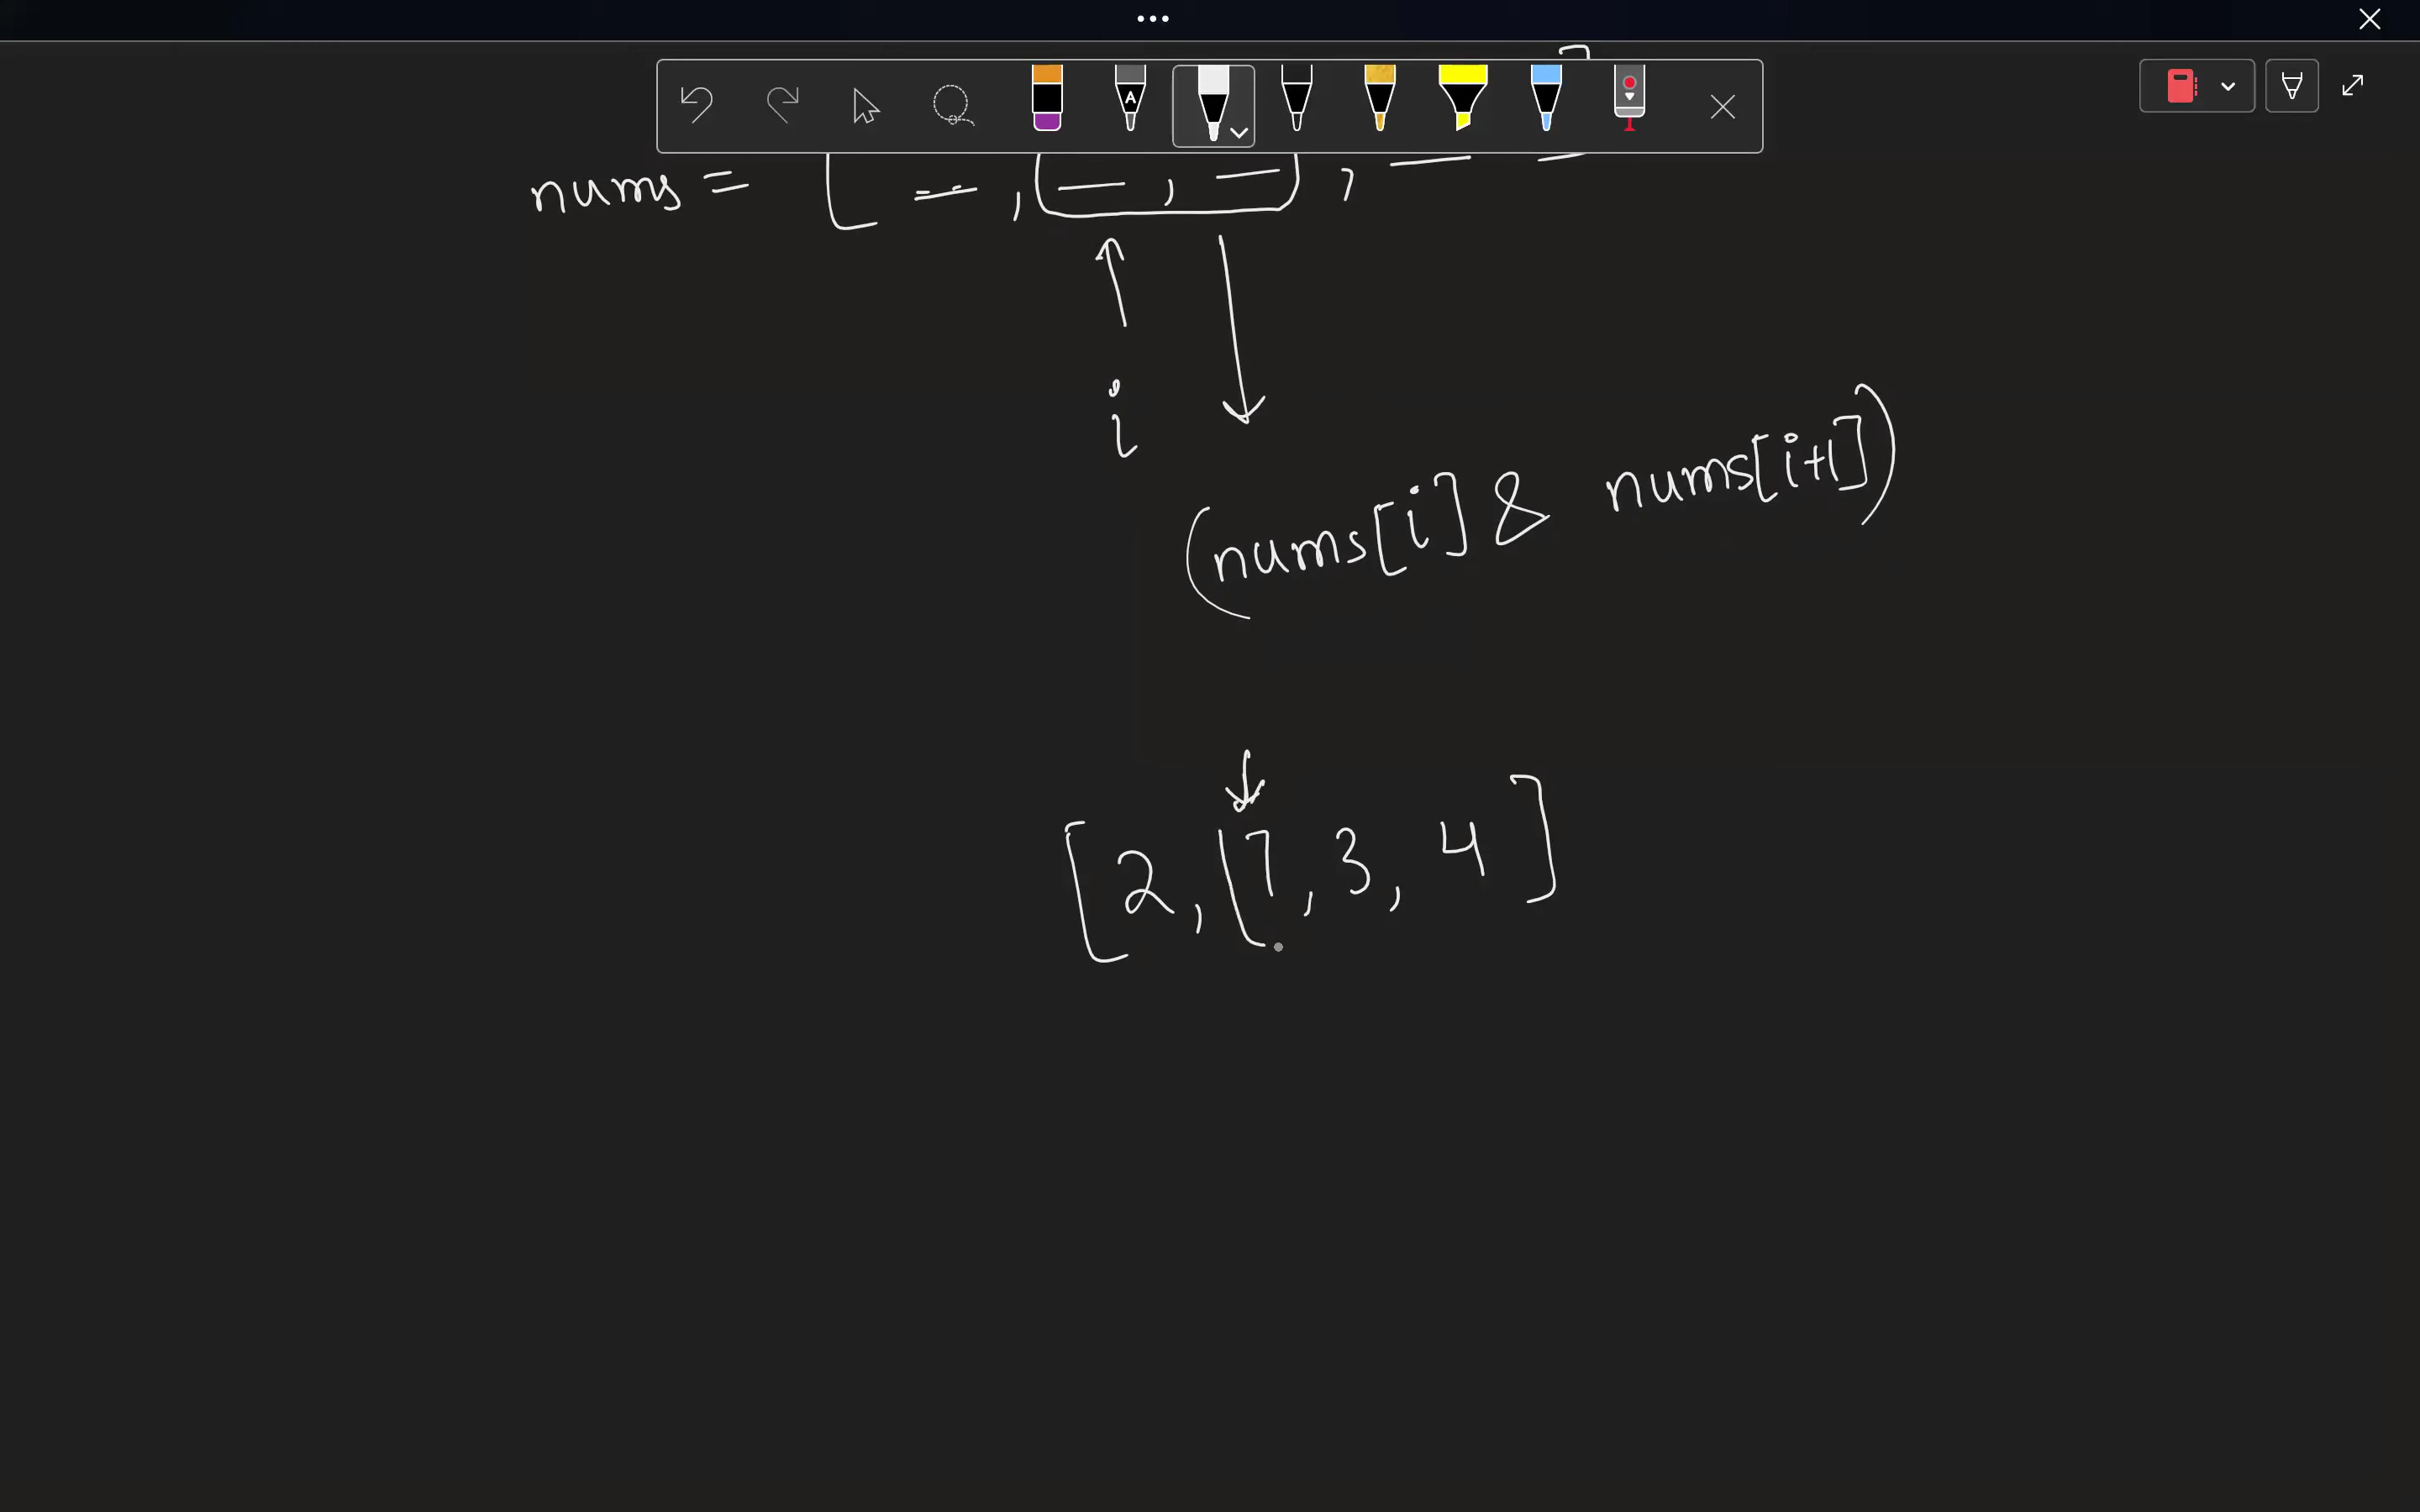 nums = [ —, —, —, — —
i
(nums[i] & nums[i+1])
[2, 7, 3, 4]